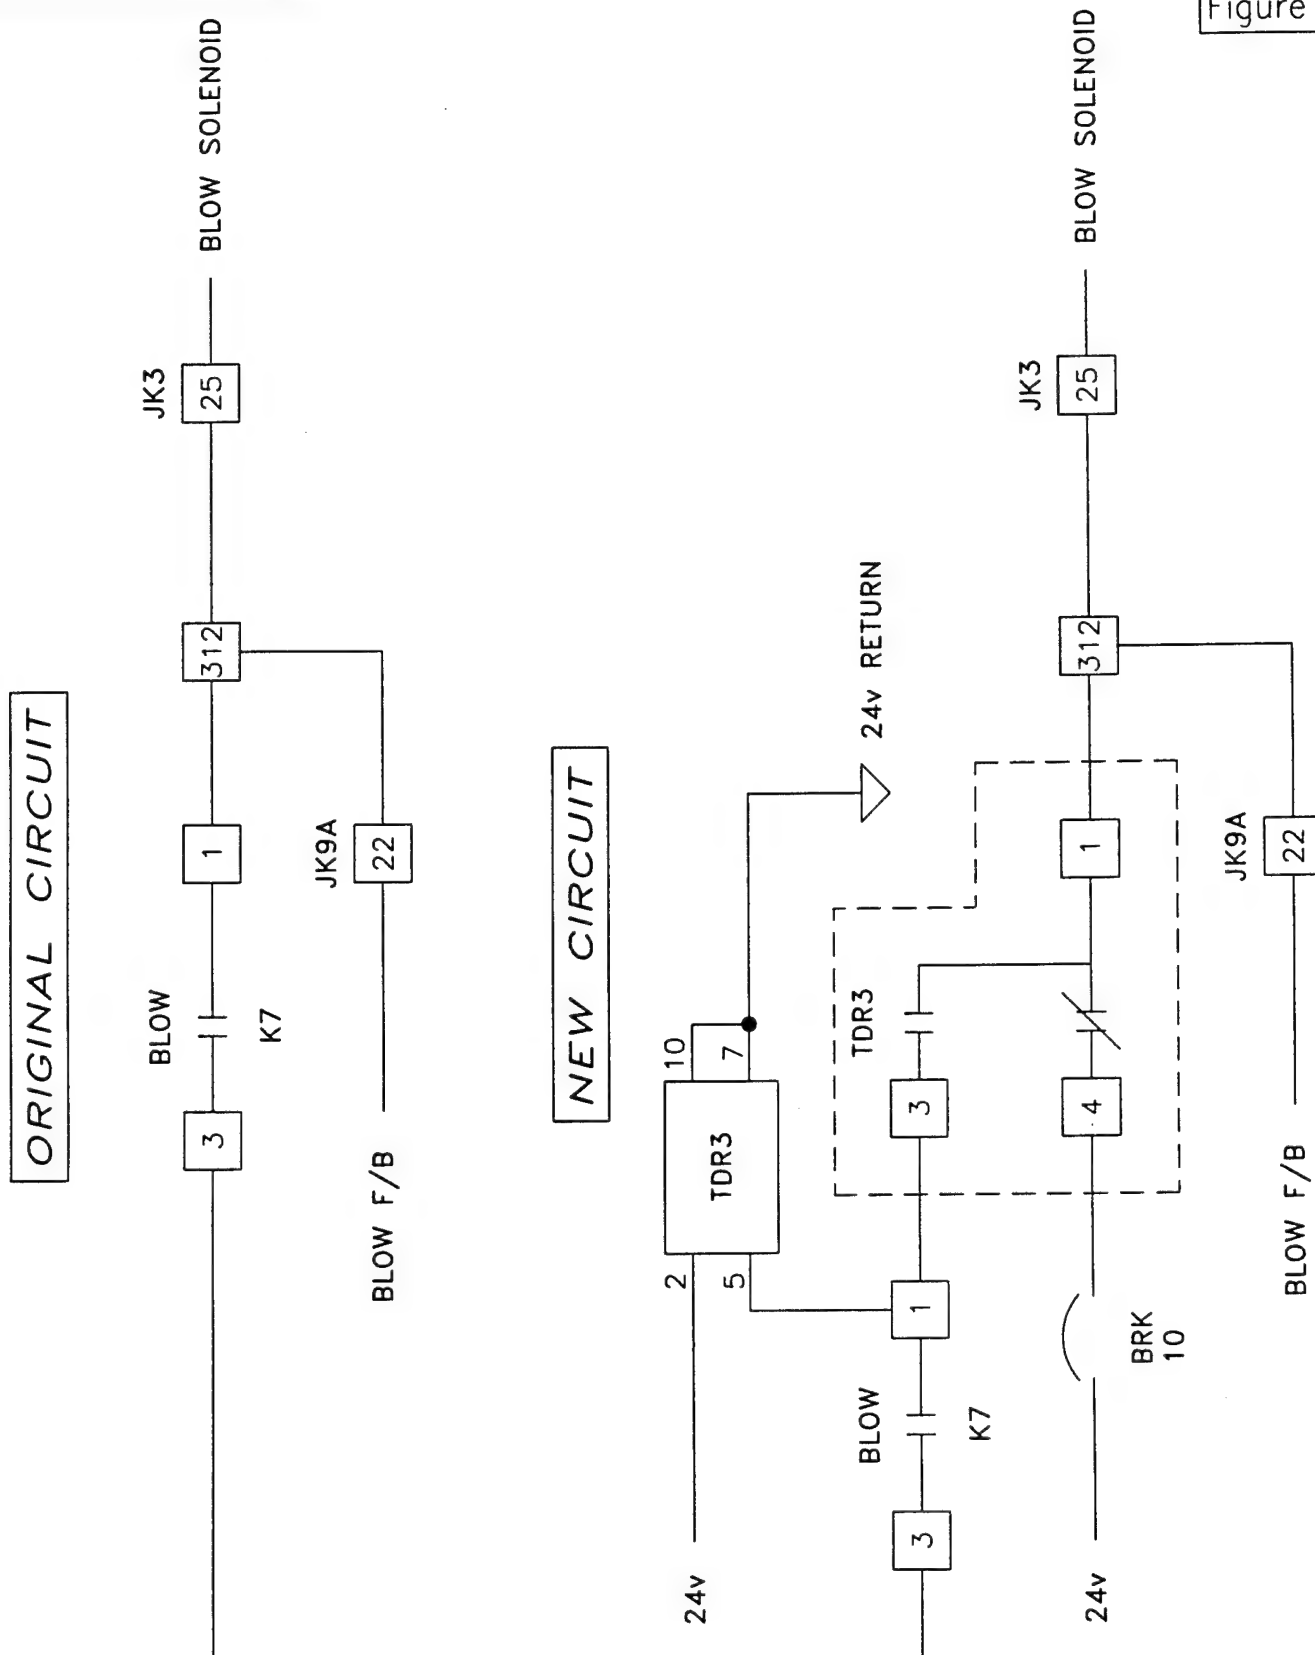 ORIGINAL CIRCUIT
3
BLOW
K7
1
312
JK3
25
BLOW SOLENOID
BLOW F/B
JK9A
22
NEW CIRCUIT
24v
2
5
TDR3
10
7
24v RETURN
3
BLOW
K7
1
TDR3
3
24v
BRK
10
4
1
312
JK3
25
BLOW SOLENOID
BLOW F/B
JK9A
22
Figure